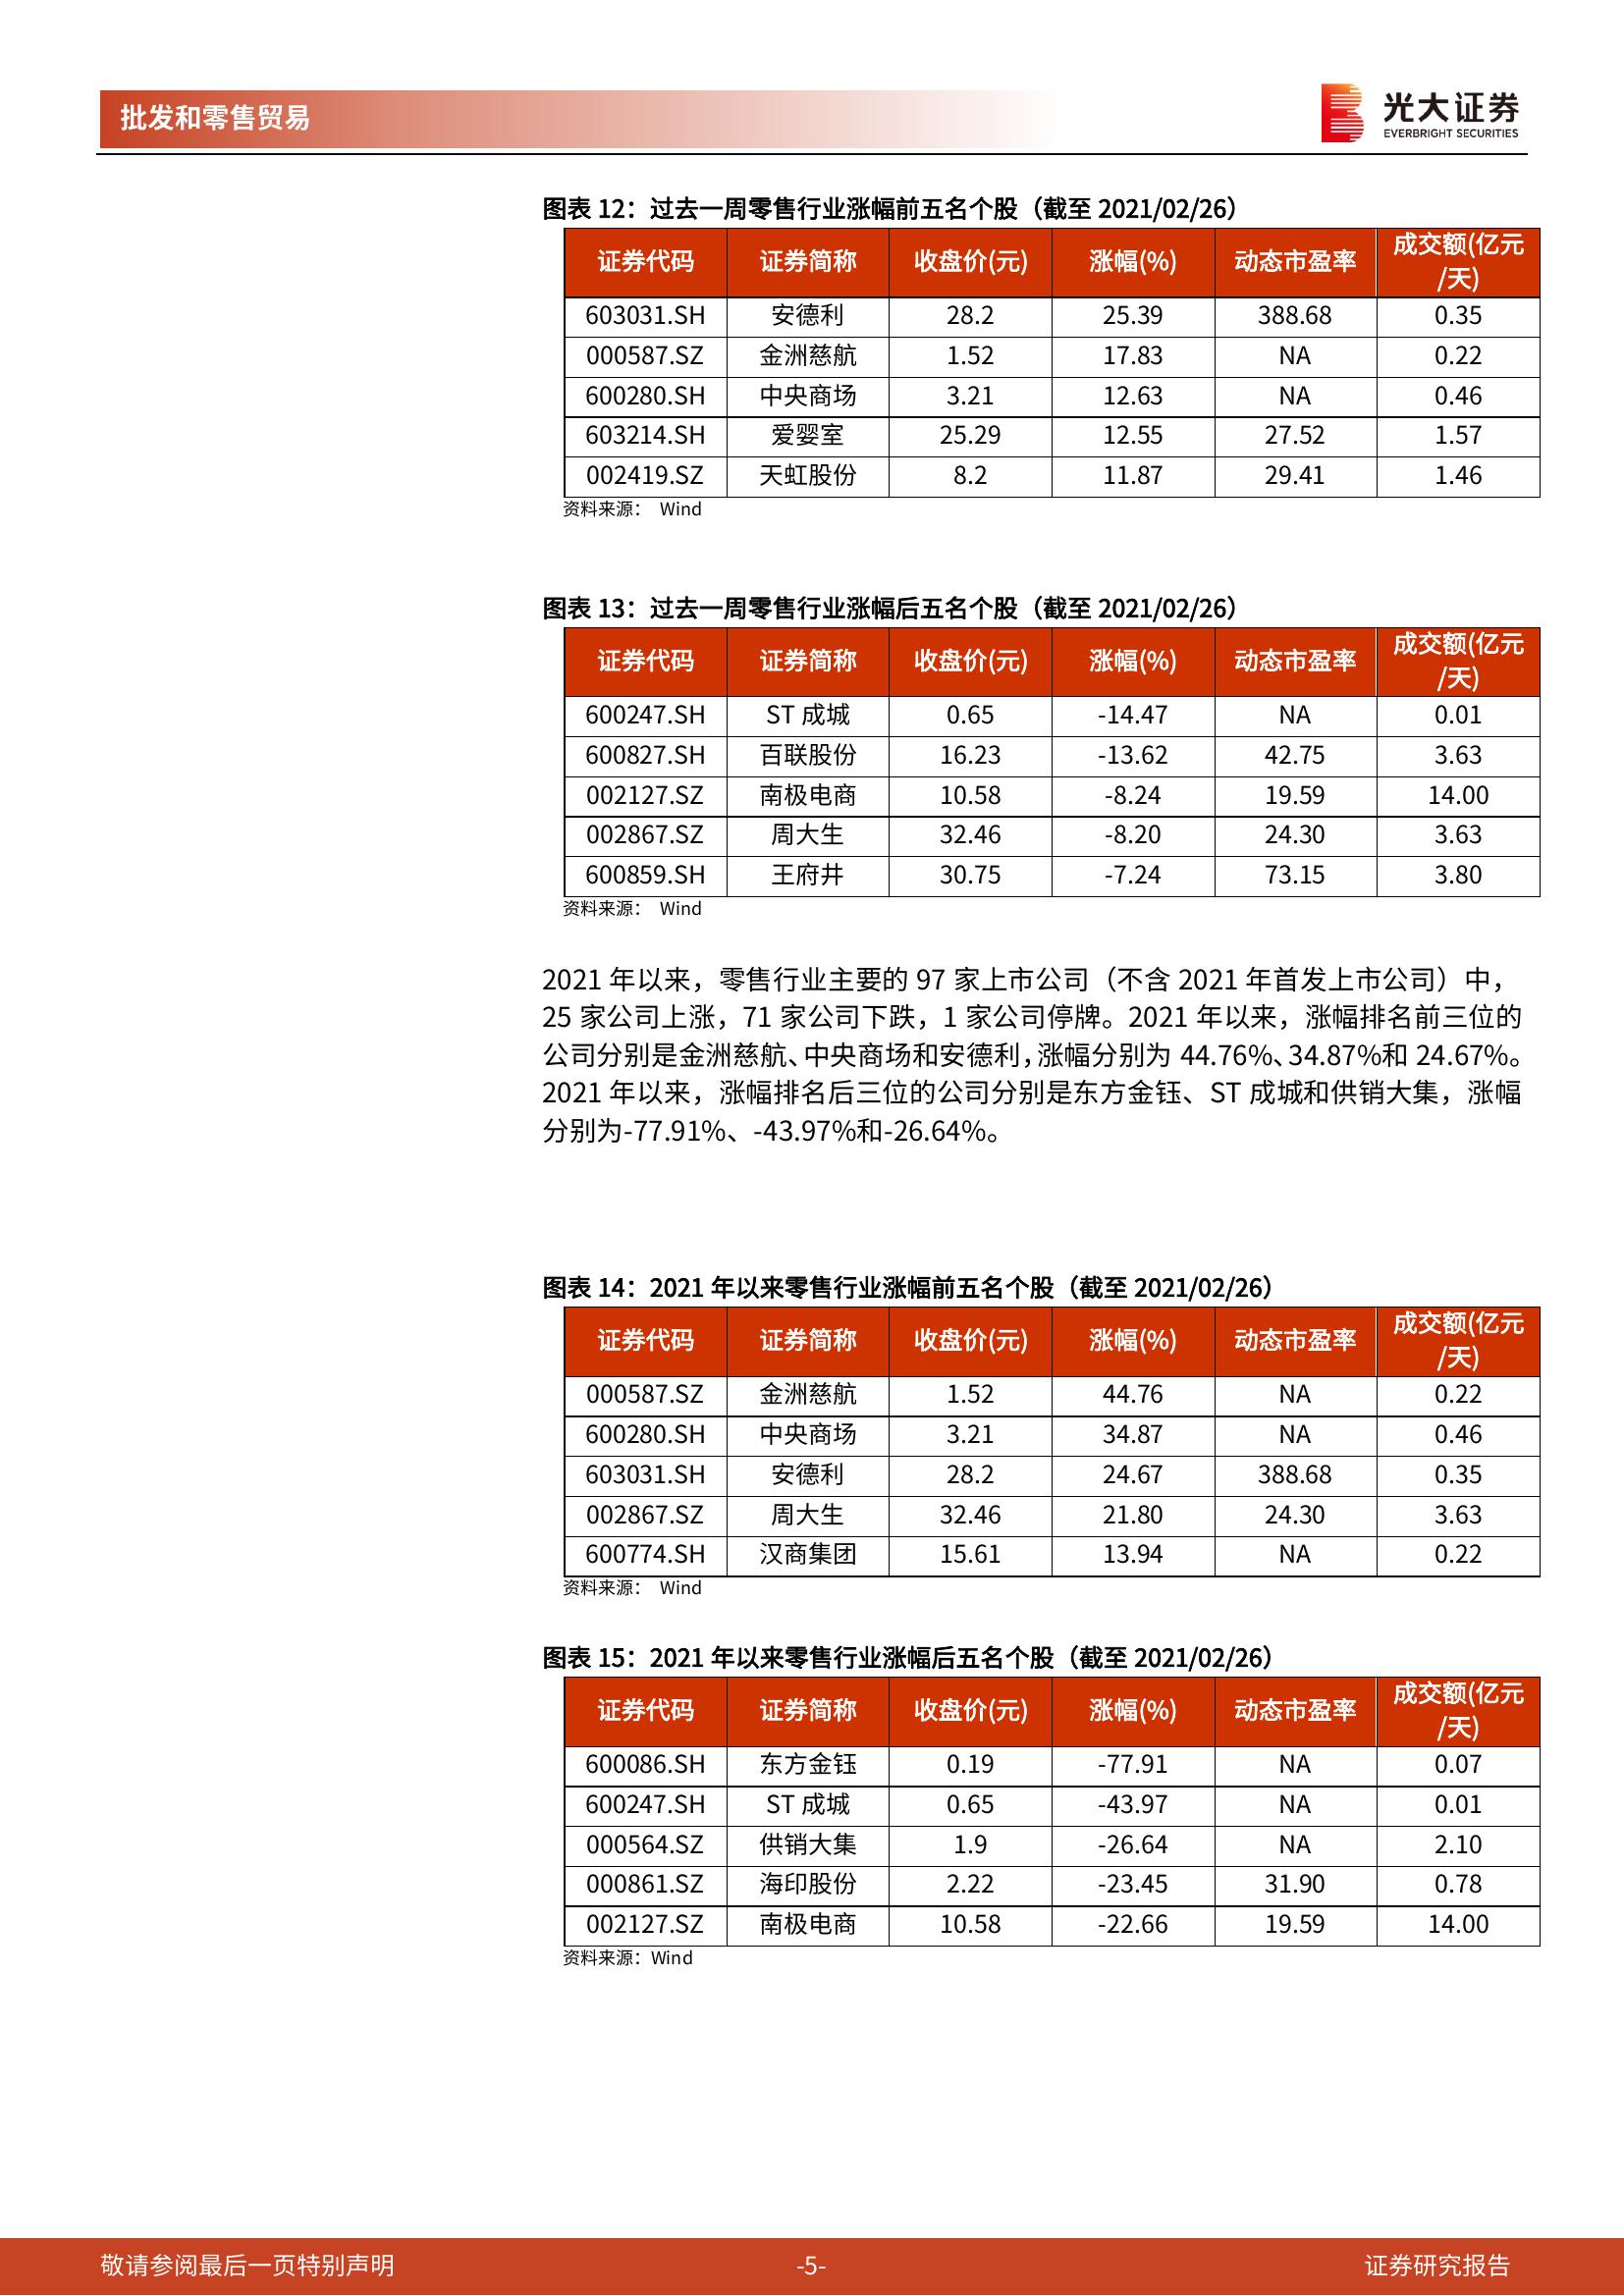 批发和零售贸易
光大证券
EVERBRIGHT SECURITIES
图表 12：过去一周零售行业涨幅前五名个股（截至 2021/02/26）
证券代码 证券简称 收盘价(元) 涨幅(%) 动态市盈率 成交额(亿元/天)
603031.SH 安德利 28.2 25.39 388.68 0.35
000587.SZ 金洲慈航 1.52 17.83 NA 0.22
600280.SH 中央商场 3.21 12.63 NA 0.46
603214.SH 爱婴室 25.29 12.55 27.52 1.57
002419.SZ 天虹股份 8.2 11.87 29.41 1.46
资料来源： Wind
图表 13：过去一周零售行业涨幅后五名个股（截至 2021/02/26）
证券代码 证券简称 收盘价(元) 涨幅(%) 动态市盈率 成交额(亿元/天)
600247.SH ST 成城 0.65 -14.47 NA 0.01
600827.SH 百联股份 16.23 -13.62 42.75 3.63
002127.SZ 南极电商 10.58 -8.24 19.59 14.00
002867.SZ 周大生 32.46 -8.20 24.30 3.63
600859.SH 王府井 30.75 -7.24 73.15 3.80
资料来源： Wind
2021 年以来，零售行业主要的 97 家上市公司（不含 2021 年首发上市公司）中，
25 家公司上涨，71 家公司下跌，1 家公司停牌。2021 年以来，涨幅排名前三位的
公司分别是金洲慈航、中央商场和安德利，涨幅分别为 44.76%、34.87%和 24.67%。
2021 年以来，涨幅排名后三位的公司分别是东方金钰、ST 成城和供销大集，涨幅
分别为-77.91%、-43.97%和-26.64%。
图表 14：2021 年以来零售行业涨幅前五名个股（截至 2021/02/26）
证券代码 证券简称 收盘价(元) 涨幅(%) 动态市盈率 成交额(亿元/天)
000587.SZ 金洲慈航 1.52 44.76 NA 0.22
600280.SH 中央商场 3.21 34.87 NA 0.46
603031.SH 安德利 28.2 24.67 388.68 0.35
002867.SZ 周大生 32.46 21.80 24.30 3.63
600774.SH 汉商集团 15.61 13.94 NA 0.22
资料来源： Wind
图表 15：2021 年以来零售行业涨幅后五名个股（截至 2021/02/26）
证券代码 证券简称 收盘价(元) 涨幅(%) 动态市盈率 成交额(亿元/天)
600086.SH 东方金钰 0.19 -77.91 NA 0.07
600247.SH ST 成城 0.65 -43.97 NA 0.01
000564.SZ 供销大集 1.9 -26.64 NA 2.10
000861.SZ 海印股份 2.22 -23.45 31.90 0.78
002127.SZ 南极电商 10.58 -22.66 19.59 14.00
资料来源：Wind
敬请参阅最后一页特别声明 -5- 证券研究报告